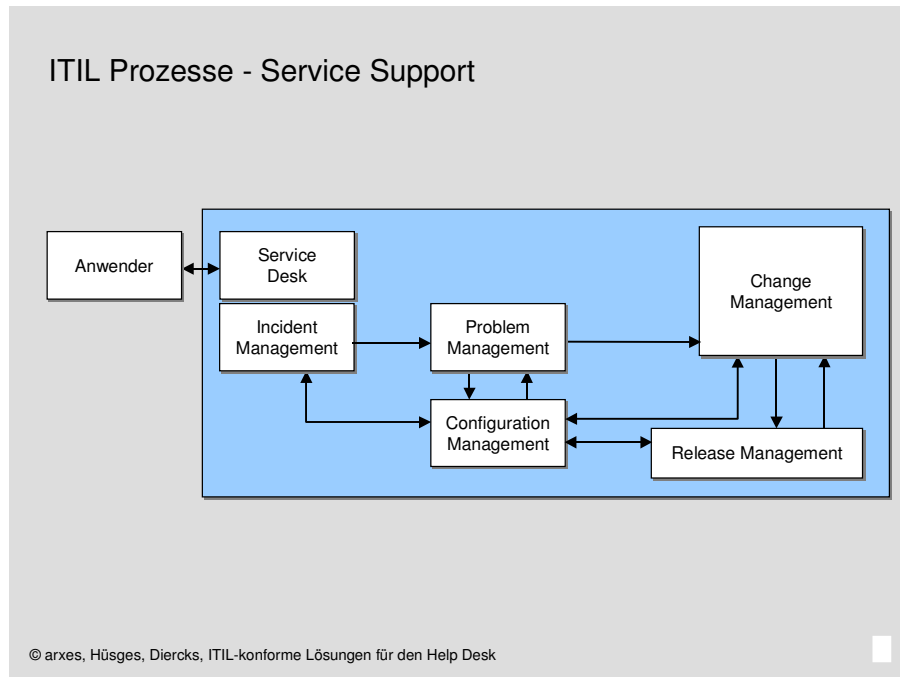 ITIL Prozesse - Service Support
Anwender
Service
Desk
Incident
Management
Problem
Management
Change
Management
Configuration
Management
Release Management
© arxes, Hüsges, Diercks, ITIL-konforme Lösungen für den Help Desk